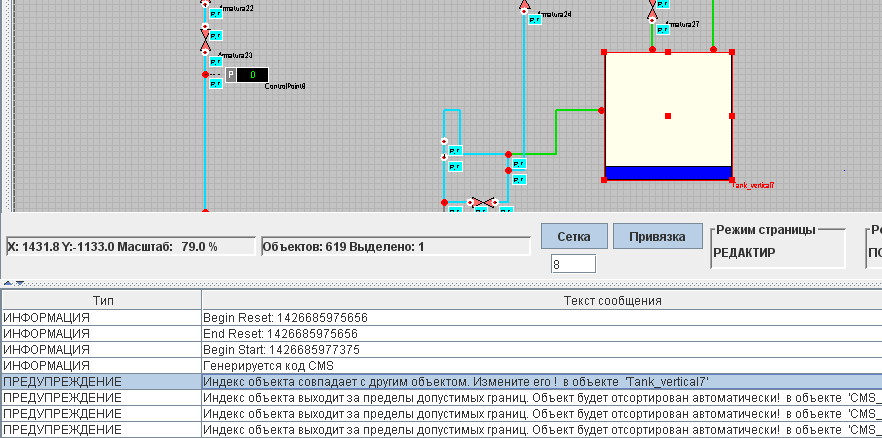 Armatura22
P,T
P,T
Armatura23
P,T
P 0
ControlPoint8
P,T
Armatura24
P,T
Armatura27
P,T
P,T
P,T
P,T
P,T
Tank_vertical7
X: 1431.8 Y:-1133.0 Масштаб: 79.0 %
Объектов: 619 Выделено: 1
Сетка
Привязка
8
Режим страницы
РЕДАКТИР
Тип
Текст сообщения
ИНФОРМАЦИЯ
Begin Reset: 1426685975656
ИНФОРМАЦИЯ
End Reset: 1426685975656
ИНФОРМАЦИЯ
Begin Start: 1426685977375
ИНФОРМАЦИЯ
Генерируется код CMS
ПРЕДУПРЕЖДЕНИЕ
Индекс объекта совпадает с другим объектом. Измените его ! в объекте 'Tank_vertical7'
ПРЕДУПРЕЖДЕНИЕ
Индекс объекта выходит за пределы допустимых границ. Объект будет отсортирован автоматически! в объекте 'CMS_
ПРЕДУПРЕЖДЕНИЕ
Индекс объекта выходит за пределы допустимых границ. Объект будет отсортирован автоматически! в объекте 'CMS_
ПРЕДУПРЕЖДЕНИЕ
Индекс объекта выходит за пределы допустимых границ. Объект будет отсортирован автоматически! в объекте 'CMS_